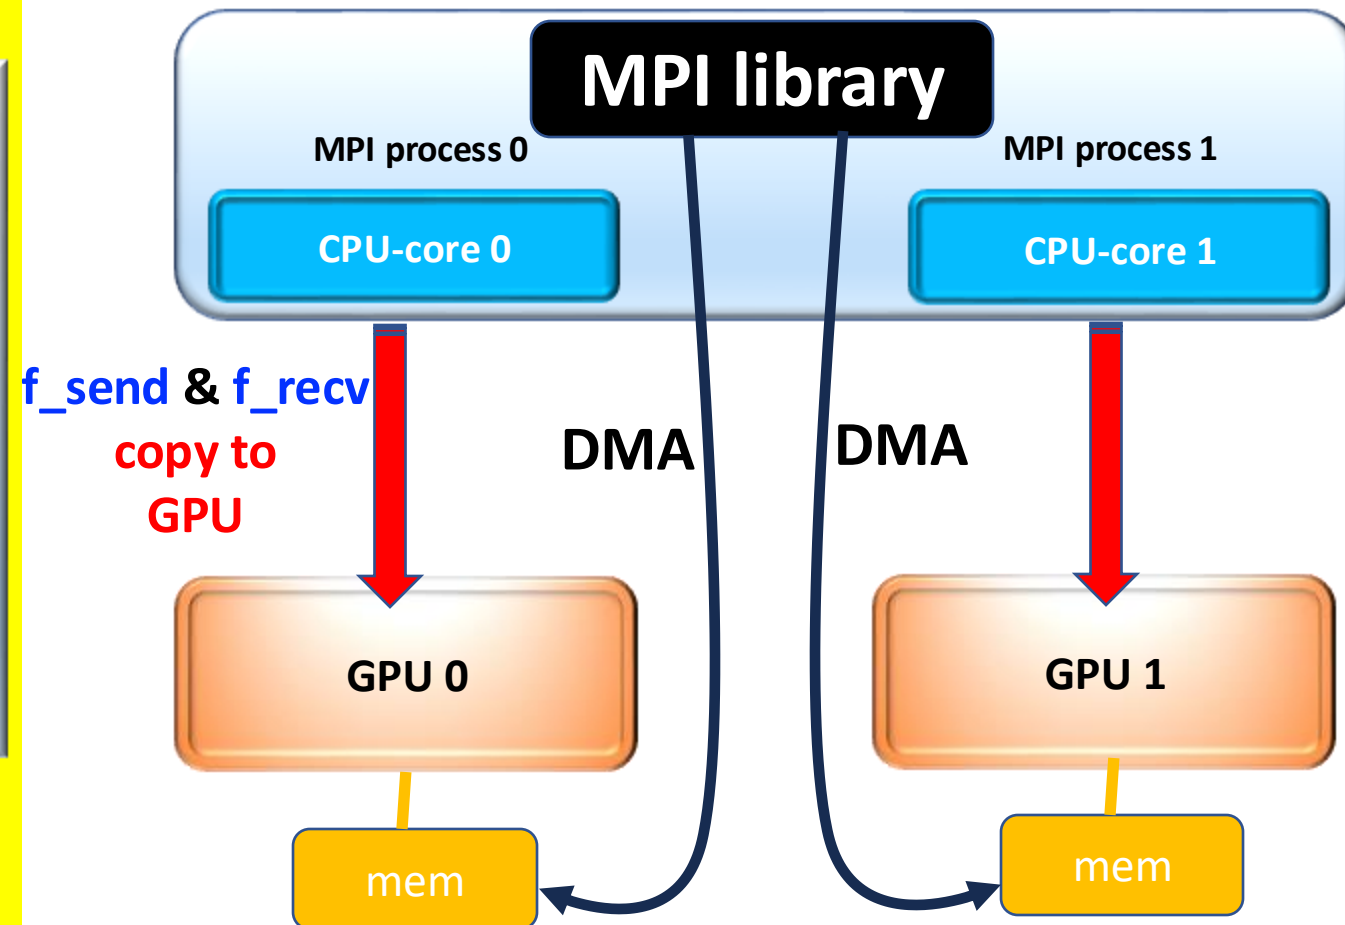 MPI library
MPI process 0
MPI process 1
CPU-core 0
CPU-core 1
f_send & f_recv
copy to
GPU
DMA
DMA
GPU 0
GPU 1
mem
mem